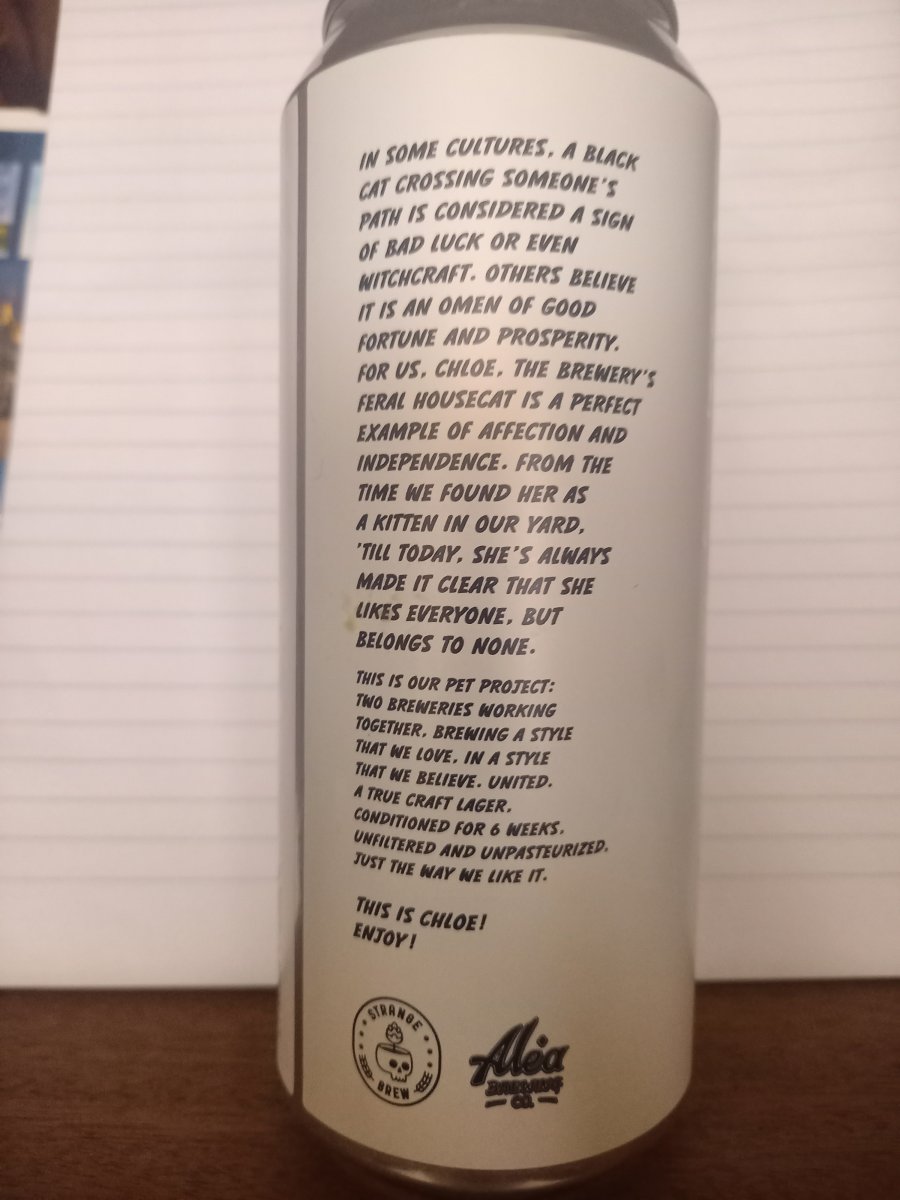 IN SOME CULTURES, A BLACK
CAT CROSSING SOMEONE'S
PATH IS CONSIDERED A SIGN
OF BAD LUCK OR EVEN
WITCHCRAFT. OTHERS BELIEVE
IT IS AN OMEN OF GOOD
FORTUNE AND PROSPERITY.
FOR US, CHLOE, THE BREWERY'S
FERAL HOUSECAT IS A PERFECT
EXAMPLE OF AFFECTION AND
INDEPENDENCE. FROM THE
TIME WE FOUND HER AS
A KITTEN IN OUR YARD,
'TILL TODAY, SHE'S ALWAYS
MADE IT CLEAR THAT SHE
LIKES EVERYONE, BUT
BELONGS TO NONE.
THIS IS OUR PET PROJECT:
TWO BREWERIES WORKING
TOGETHER, BREWING A STYLE
THAT WE LOVE, IN A STYLE
THAT WE BELIEVE. UNITED.
A TRUE CRAFT LAGER,
CONDITIONED FOR 6 WEEKS,
UNFILTERED AND UNPASTEURIZED,
JUST THE WAY WE LIKE IT.
THIS IS CHLOE!
ENJOY!
STRANGE
BREW
Aléa
BREWING
CO.